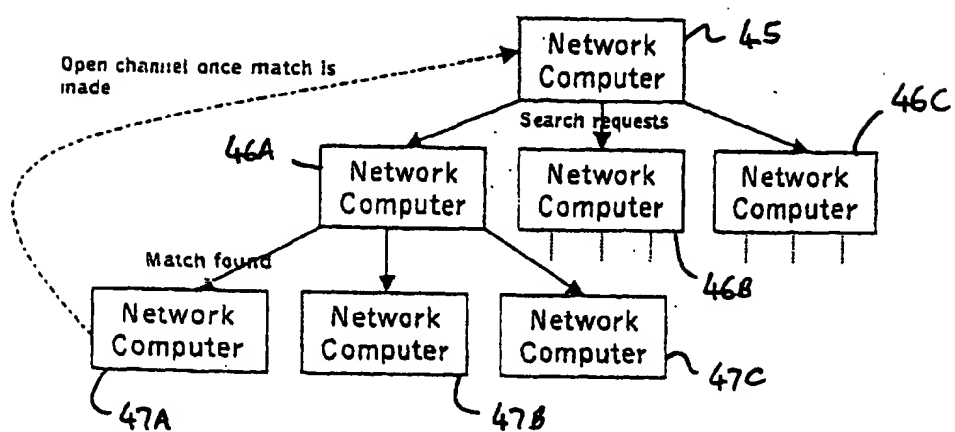 Network
Computer
45
Open channel once match is
made
Search requests
46C
46A
Network
Computer
Network
Computer
Network
Computer
Match found
46B
Network
Computer
Network
Computer
Network
Computer
47A
47B
47C